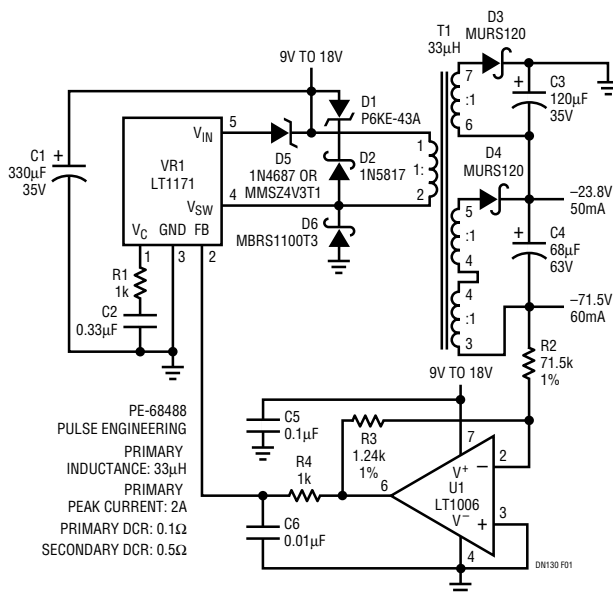 9V TO 18V
T1
33µH
D3
MURS120
7
:1
6
C3
120µF
35V
+
D1
P6KE-43A
5
V_IN
C1
330µF
35V
+
VR1
LT1171
D5
1N4687 OR
MMSZ4V3T1
D2
1N5817
1
1:
2
D4
MURS120
4
V_SW
V_C GND FB
1 3 2
D6
MBRS1100T3
5
:1
4
+
C4
68µF
63V
–23.8V
50mA
R1
1k
C2
0.33µF
4
:1
3
–71.5V
60mA
R2
71.5k
1%
9V TO 18V
PE-68488
PULSE ENGINEERING
PRIMARY
INDUCTANCE: 33µH
PRIMARY
PEAK CURRENT: 2A
PRIMARY DCR: 0.1Ω
SECONDARY DCR: 0.5Ω
C5
0.1µF
R3
1.24k
1%
R4
1k
C6
0.01µF
7
V+
–
2
6
U1
LT1006
V–
+
3
4
DN130 F01